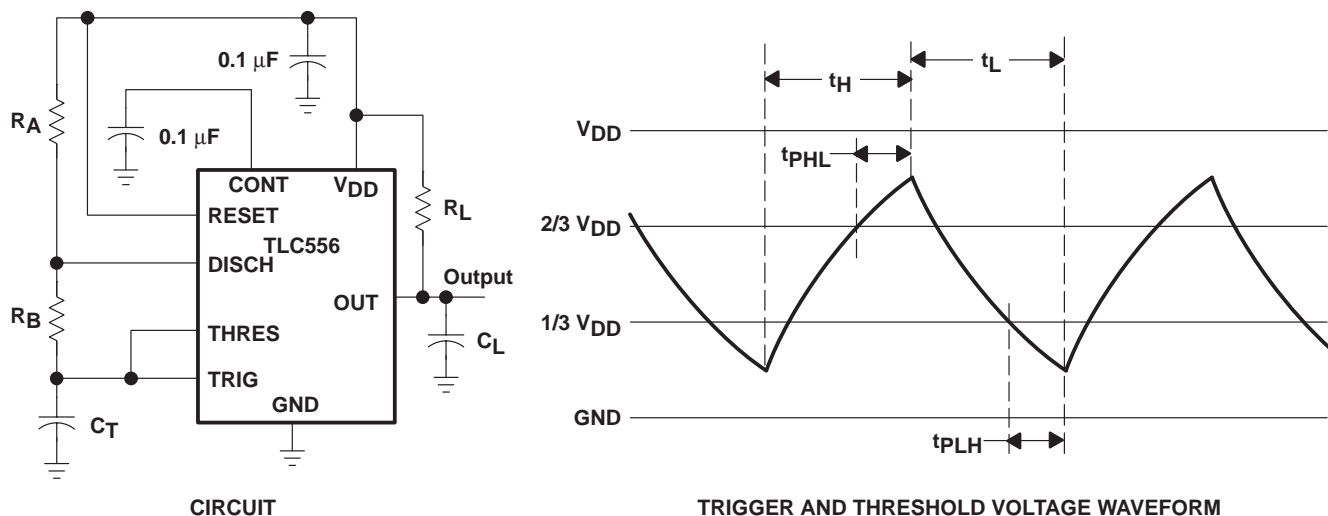 0.1 μF
0.1 μF
RA
CONT
VDD
RESET
RL
TLC556
DISCH
Output
RB
OUT
THRES
CL
TRIG
GND
CT
CIRCUIT
tH
tL
VDD
tPHL
2/3 VDD
1/3 VDD
GND
tPLH
TRIGGER AND THRESHOLD VOLTAGE WAVEFORM